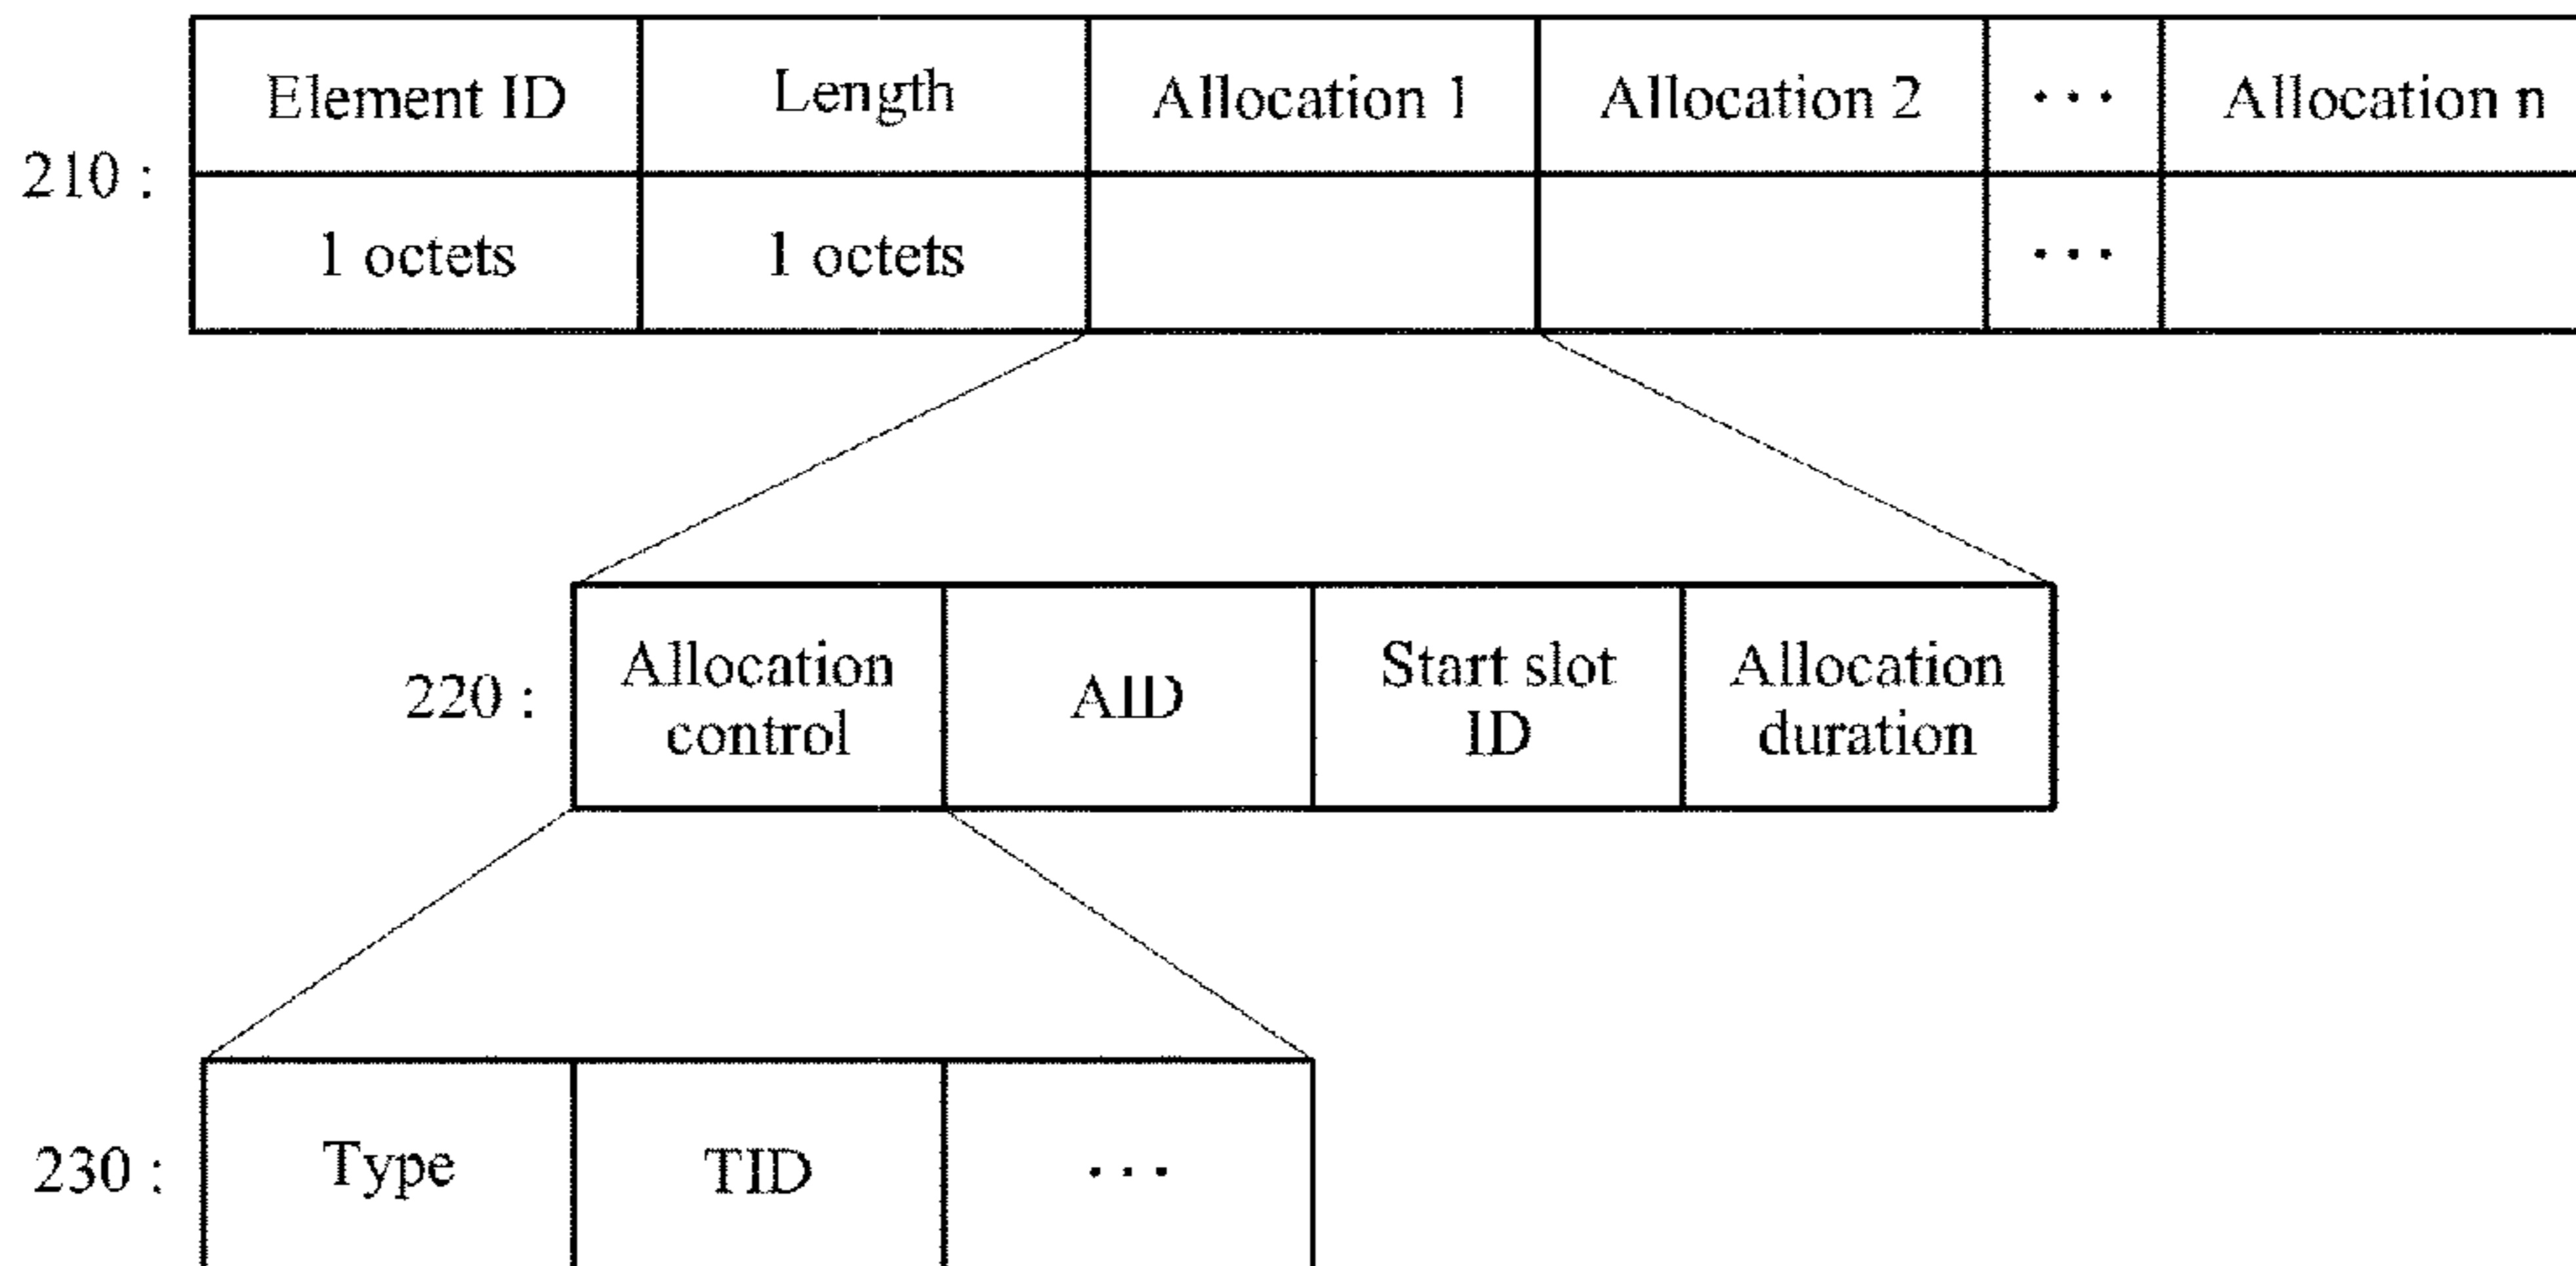 Element ID Length Allocation 1 Allocation 2 ... Allocation n
210 :
1 octets 1 octets ...
220 :
Allocation control
AID
Start slot ID
Allocation duration
230 :
Type TID ...